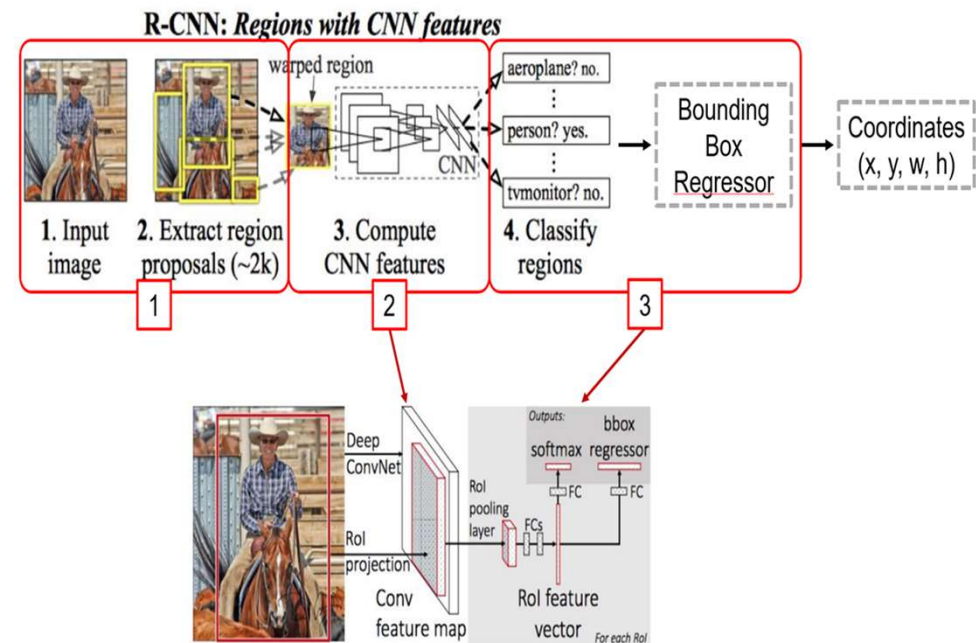 R-CNN: Regions with CNN features
warped region
CNN
aeroplane? no.
person? yes.
tvmonitor? no.
1. Input
image
2. Extract region
proposals (~2k)
3. Compute
CNN features
4. Classify
regions
Bounding
Box
Regressor
Coordinates
(x, y, w, h)
1
2
3
Deep
ConvNet
RoI
projection
Conv
feature map
RoI
pooling
layer
FCs
Outputs:
softmax
bbox
regressor
FC
FC
RoI feature
vector
For each RoI